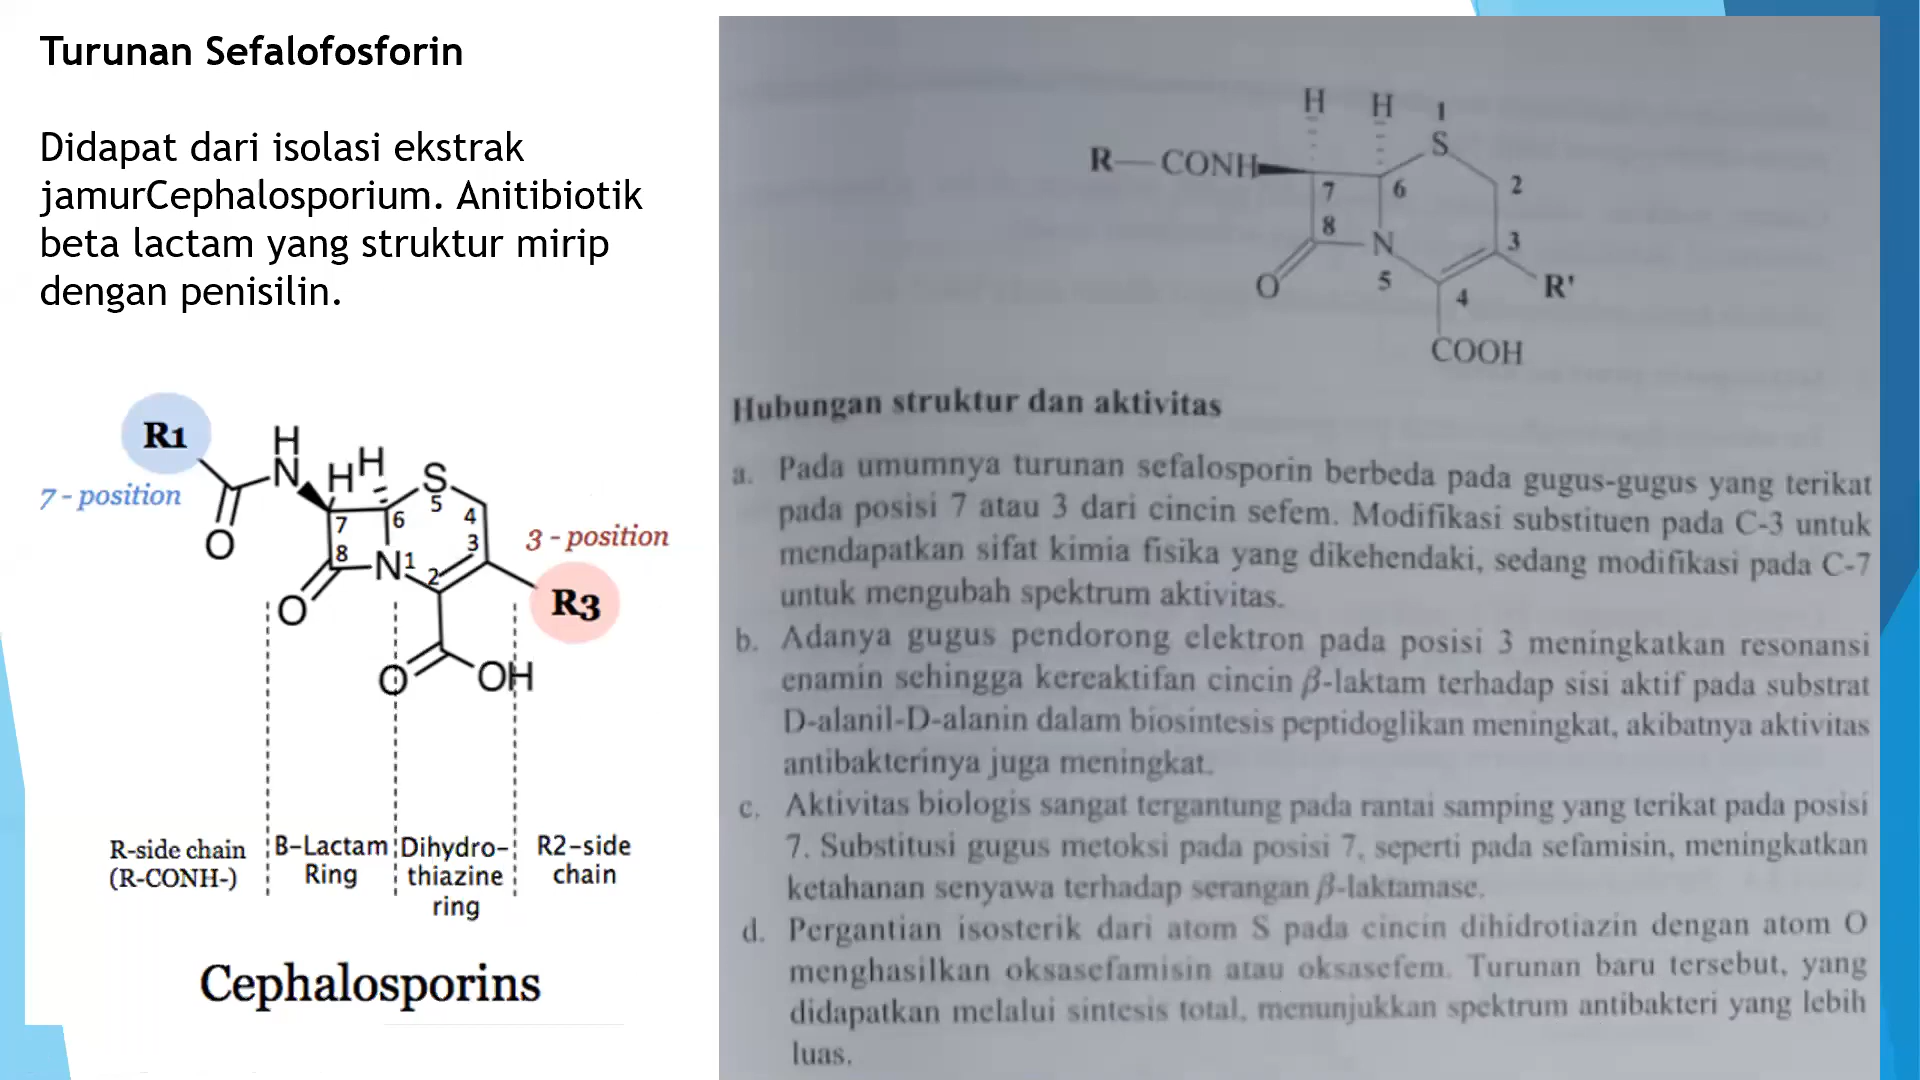 Turunan Sefalofosforin
Didapat dari isolasi ekstrak
jamurCephalosporium. Anitibiotik
beta lactam yang struktur mirip
dengan penisilin.
R1
7 - position
H
N
H
H
S
5
4
3
6
7
8
N
1
2
O
O
3 - position
R3
O
OH
R-side chain
(R-CONH-)
B-Lactam
Ring
Dihydro-
thiazine
ring
R2-side
chain
Cephalosporins
H
H
1
S
R—CONH
7
6
2
8
N
3
O
5
4
R'
COOH
Hubungan struktur dan aktivitas
a. Pada umumnya turunan sefalosporin berbeda pada gugus-gugus yang terikat
pada posisi 7 atau 3 dari cincin sefem. Modifikasi substituen pada C-3 untuk
mendapatkan sifat kimia fisika yang dikehendaki, sedang modifikasi pada C-7
untuk mengubah spektrum aktivitas.
b. Adanya gugus pendorong elektron pada posisi 3 meningkatkan resonansi
enamin sehingga kereaktifan cincin β-laktam terhadap sisi aktif pada substrat
D-alanil-D-alanin dalam biosintesis peptidoglikan meningkat, akibatnya aktivitas
antibakterinya juga meningkat.
c. Aktivitas biologis sangat tergantung pada rantai samping yang terikat pada posisi
7. Substitusi gugus metoksi pada posisi 7, seperti pada sefamisin, meningkatkan
ketahanan senyawa terhadap serangan β-laktamase.
d. Pergantian isosterik dari atom S pada cincin dihidrotiazin dengan atom O
menghasilkan oksasefamisin atau oksasefem. Turunan baru tersebut, yang
didapatkan melalui sintesis total, menunjukkan spektrum antibakteri yang lebih
luas.